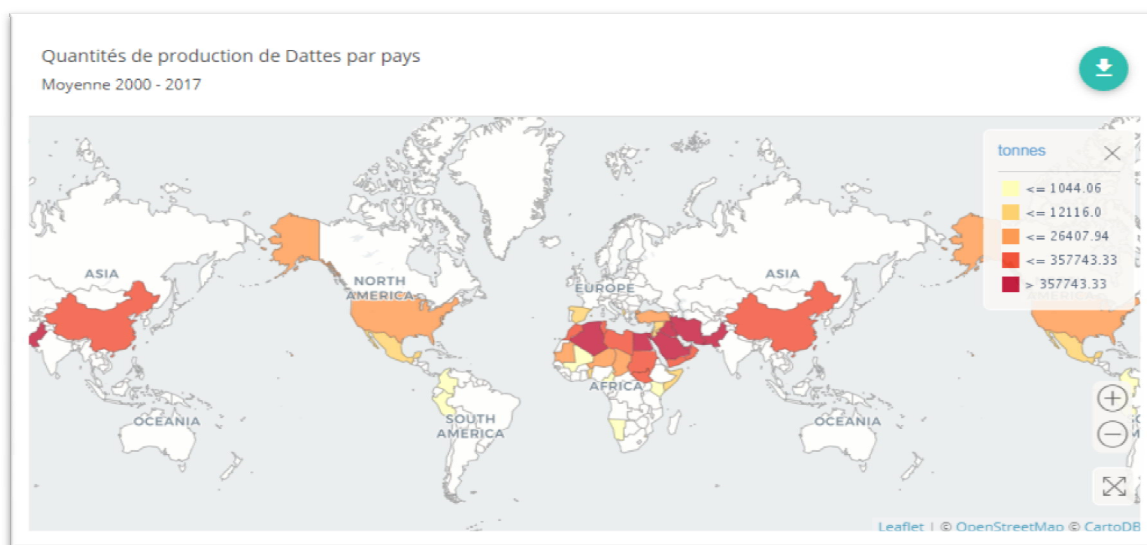 Quantités de production de Dattes par pays
Moyenne 2000 - 2017
tonnes
<= 1044.06
<= 12116.0
<= 26407.94
<= 357743.33
> 357743.33
ASIA
NORTH
AMERICA
EUROPE
ASIA
AFRICA
OCEANIA
SOUTH
AMERICA
OCEANIA
Leaflet | © OpenStreetMap © CartoDB